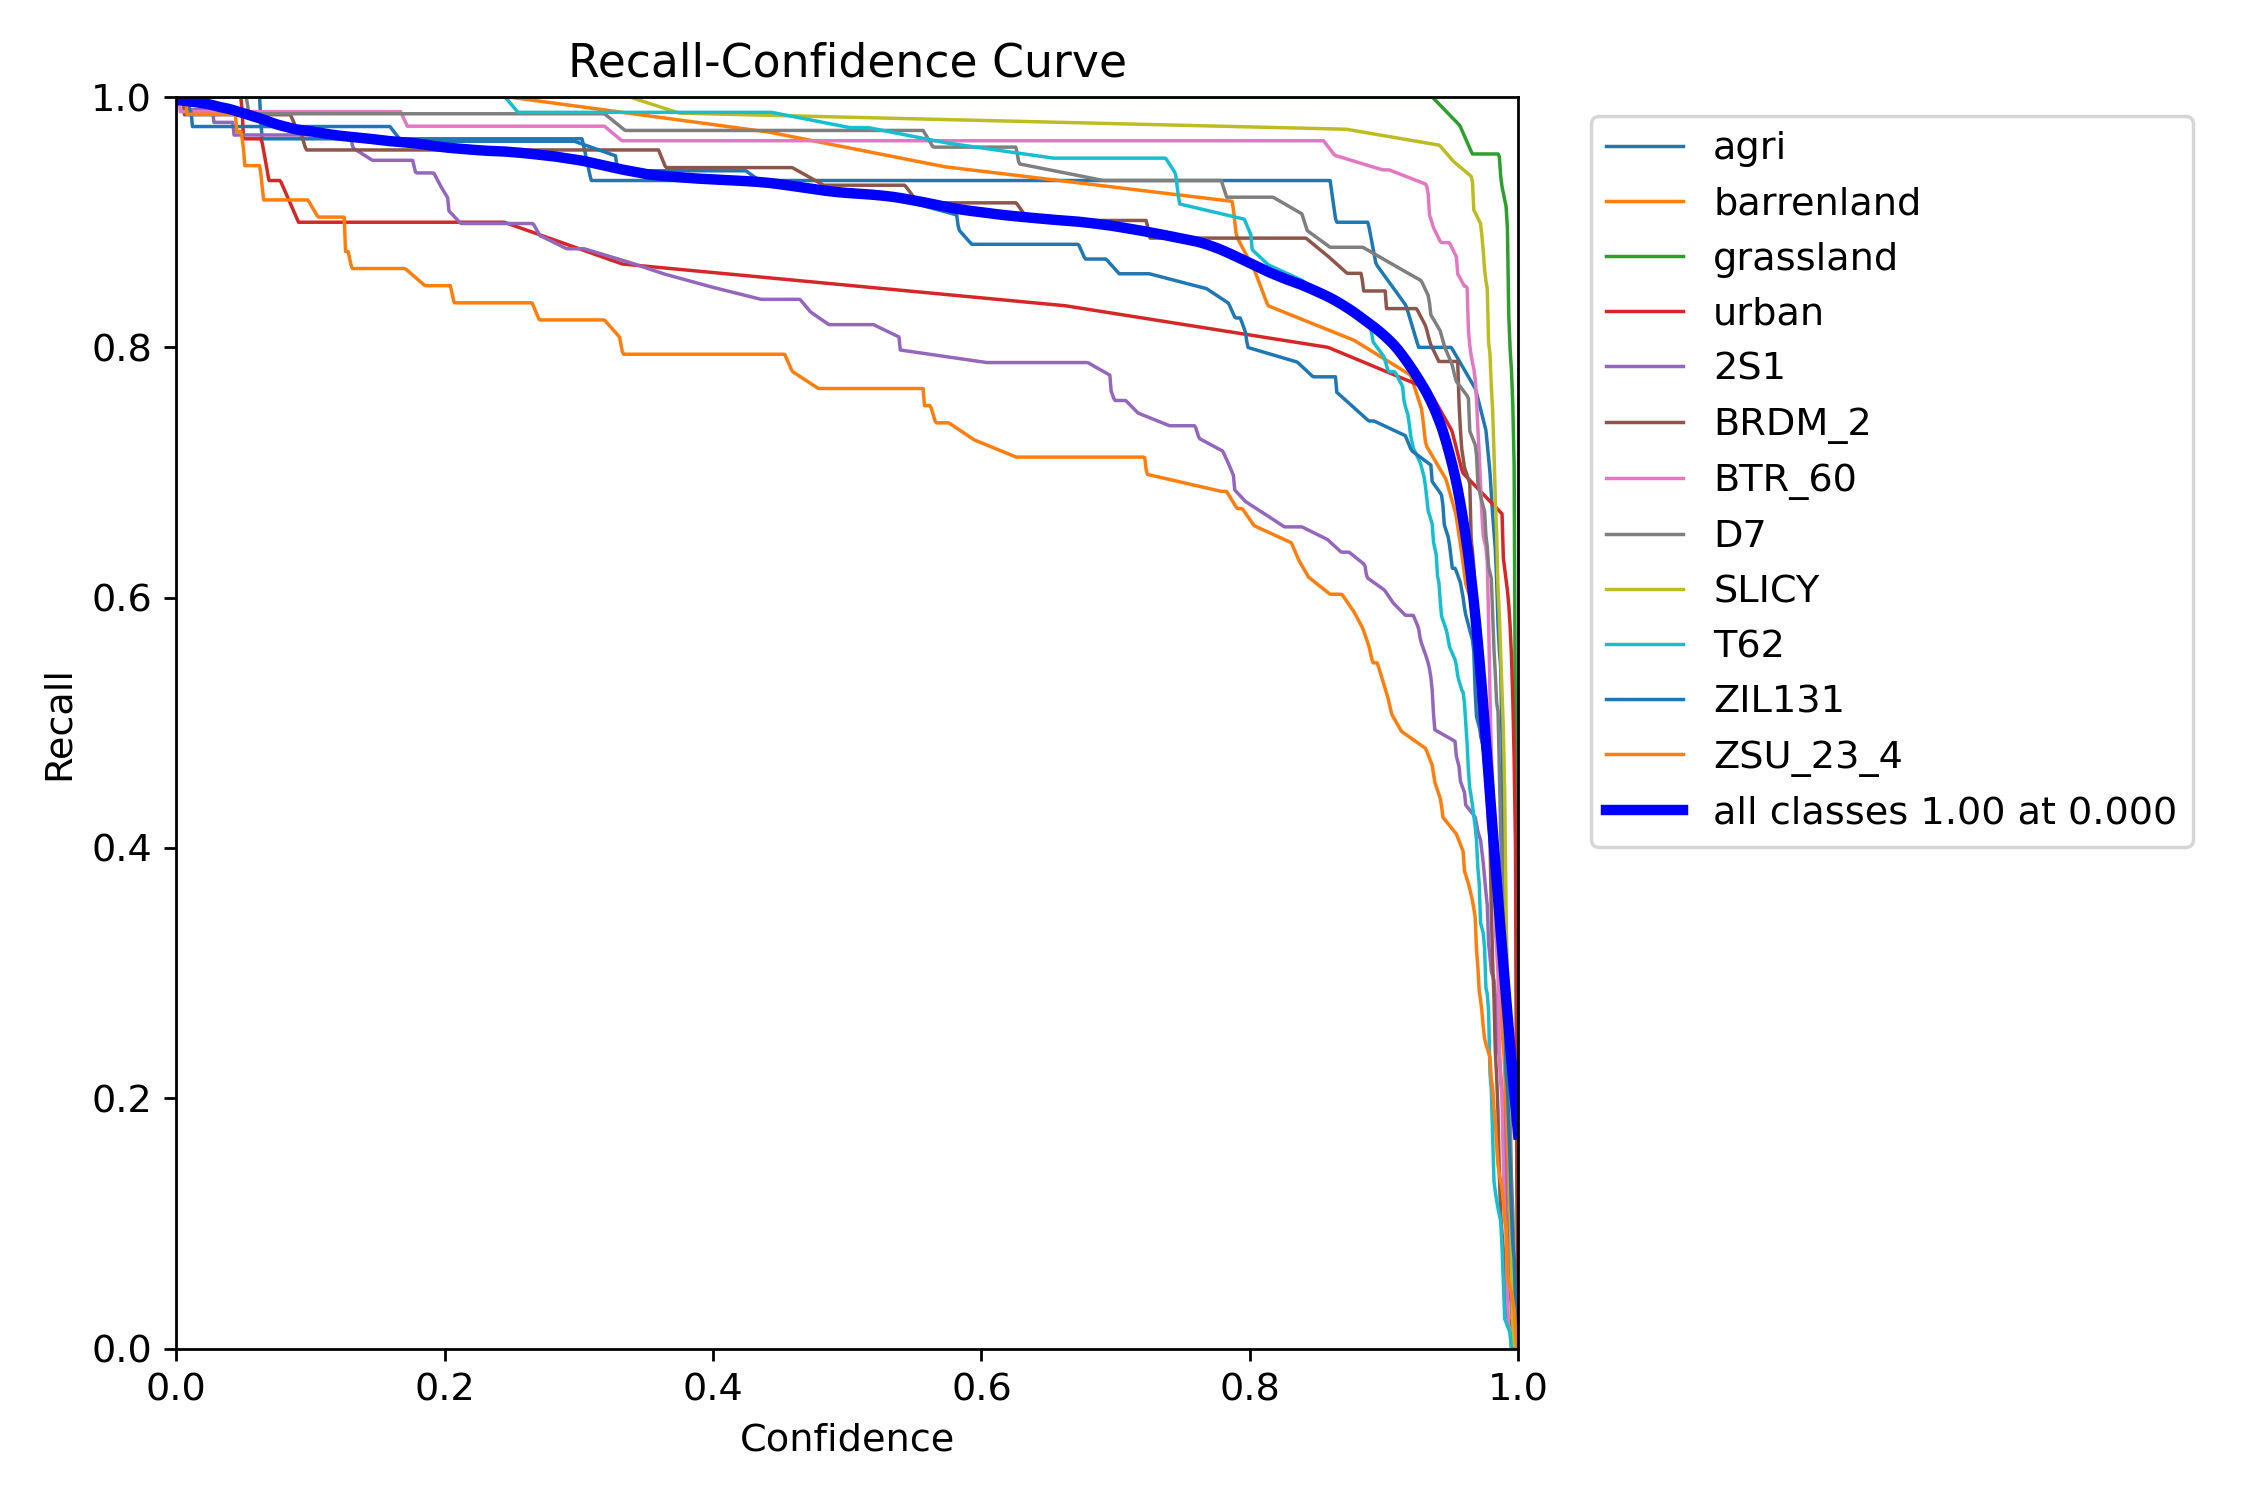 Recall-Confidence Curve
1.0
0.8
0.6
0.4
0.2
0.0
Recall
0.0 0.2 0.4 0.6 0.8 1.0
Confidence
agri
barrenland
grassland
urban
2S1
BRDM_2
BTR_60
D7
SLICY
T62
ZIL131
ZSU_23_4
all classes 1.00 at 0.000